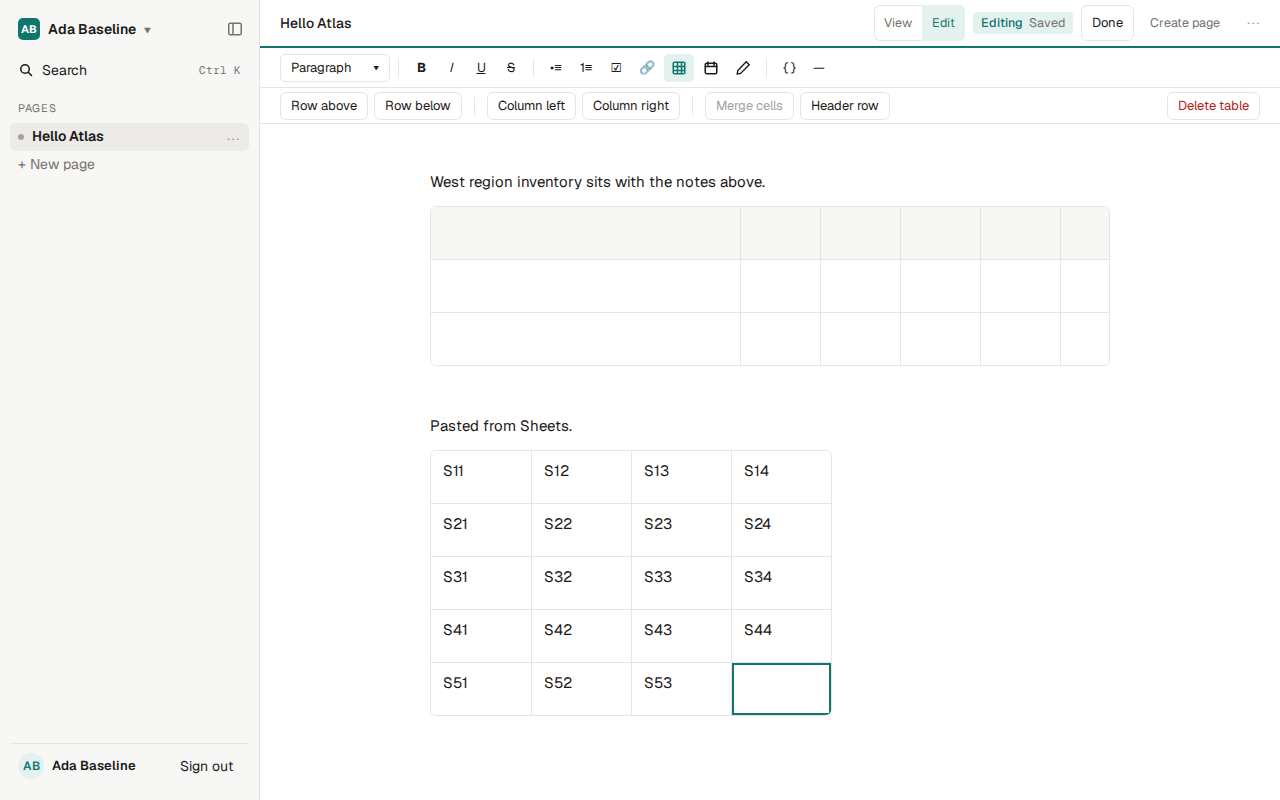 AB Ada Baseline
Search Ctrl K
PAGES
Hello Atlas ...
+ New page
AB Ada Baseline Sign out
Hello Atlas View Edit Editing Saved Done Create page ...
Paragraph B I U S
Row above Row below Column left Column right Merge cells Header row Delete table
West region inventory sits with the notes above.
Pasted from Sheets.
S11 S12 S13 S14
S21 S22 S23 S24
S31 S32 S33 S34
S41 S42 S43 S44
S51 S52 S53